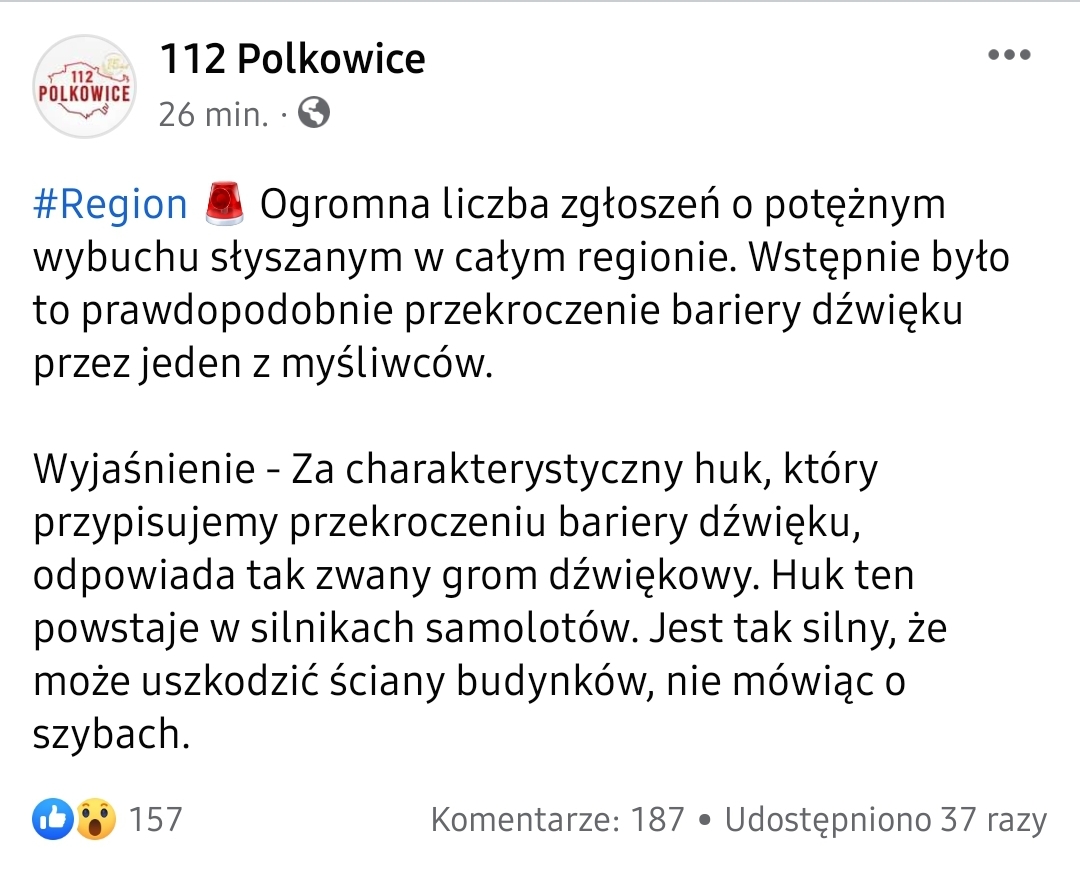 112 Polkowice
112
POLKOWICE
26 min. ·
#Region 🚨 Ogromna liczba zgłoszeń o potężnym
wybuchu słyszanym w całym regionie. Wstępnie było
to prawdopodobnie przekroczenie bariery dźwięku
przez jeden z myśliwców.
Wyjaśnienie - Za charakterystyczny huk, który
przypisujemy przekroczeniu bariery dźwięku,
odpowiada tak zwany grom dźwiękowy. Huk ten
powstaje w silnikach samolotów. Jest tak silny, że
może uszkodzić ściany budynków, nie mówiąc o
szybach.
157
Komentarze: 187 • Udostępniono 37 razy